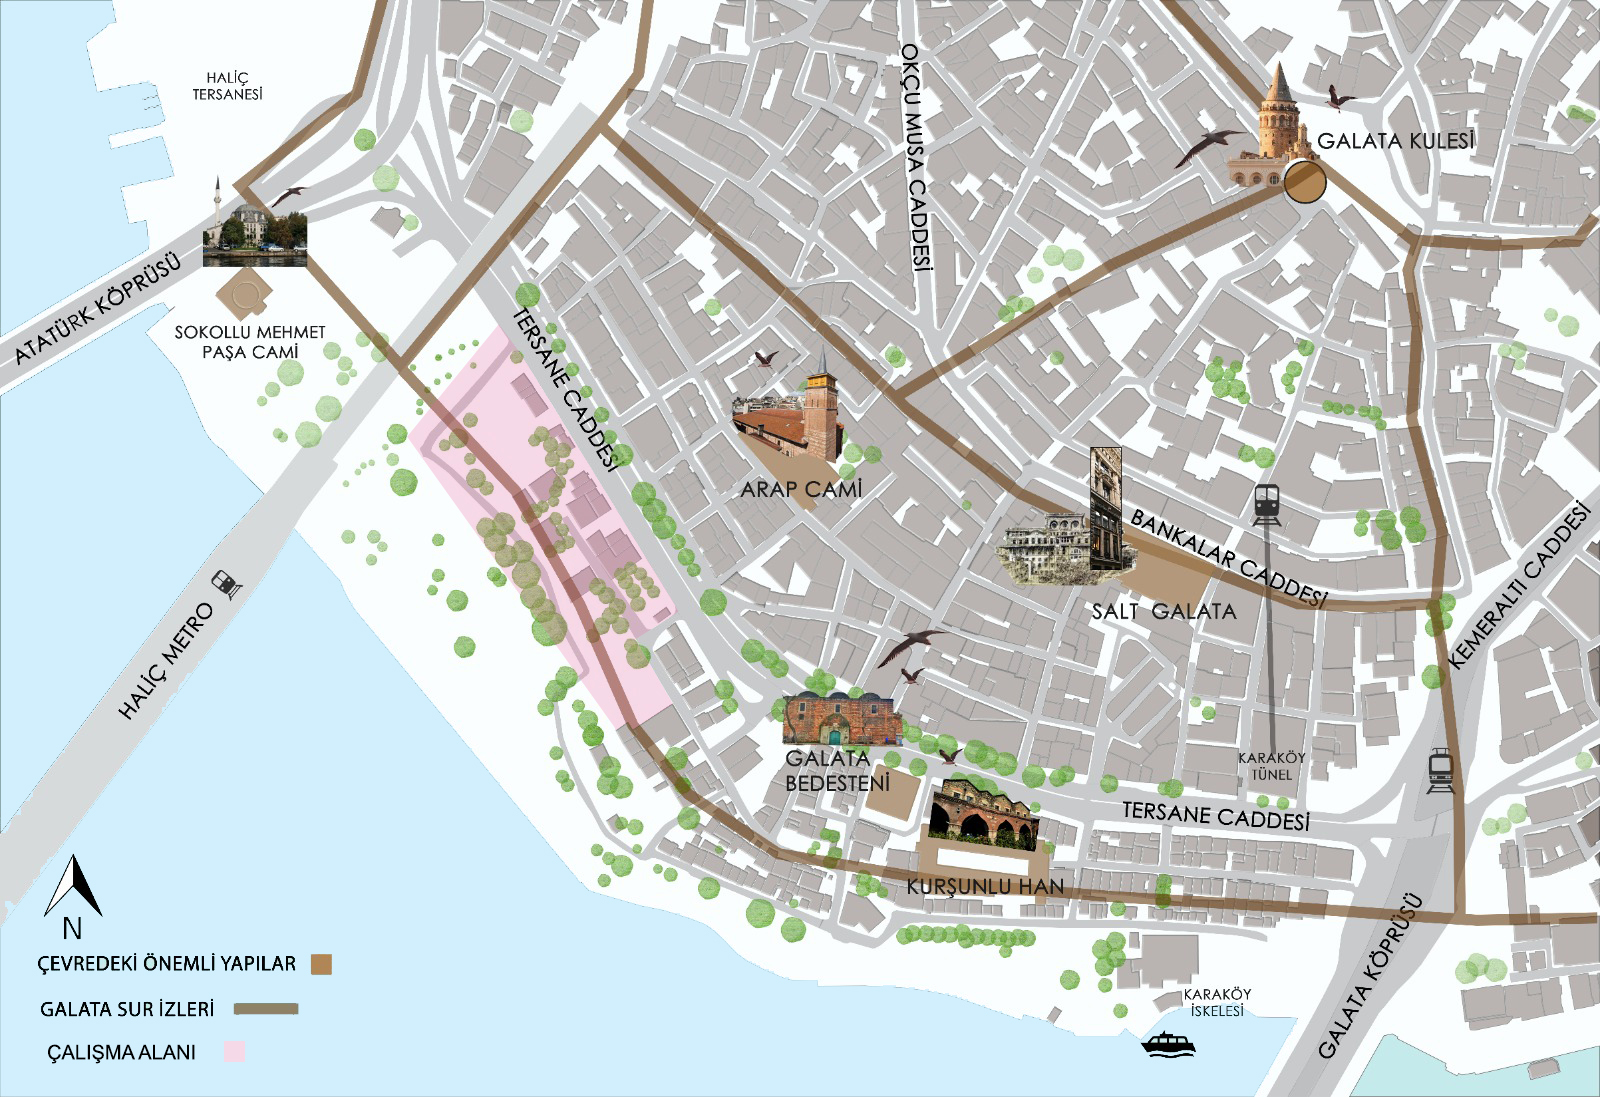 HALİÇ
TERSANESİ
OKÇU MUSA CADDESİ
GALATA KULESİ
ATATÜRK KÖPRÜSÜ
SOKOLLU MEHMET
PAŞA CAMİ
TERSANE CADDESİ
ARAP CAMİ
BANKALAR CADDESİ
SALT GALATA
KEMERALTI CADDESİ
HALİÇ METRO
GALATA
BEDESTENİ
KARAKÖY
TÜNEL
TERSANE CADDESİ
KURŞUNLU HAN
GALATA KÖPRÜSÜ
KARAKÖY
İSKELESİ
N
ÇEVREDEKİ ÖNEMLİ YAPILAR
GALATA SUR İZLERİ
ÇALIŞMA ALANI